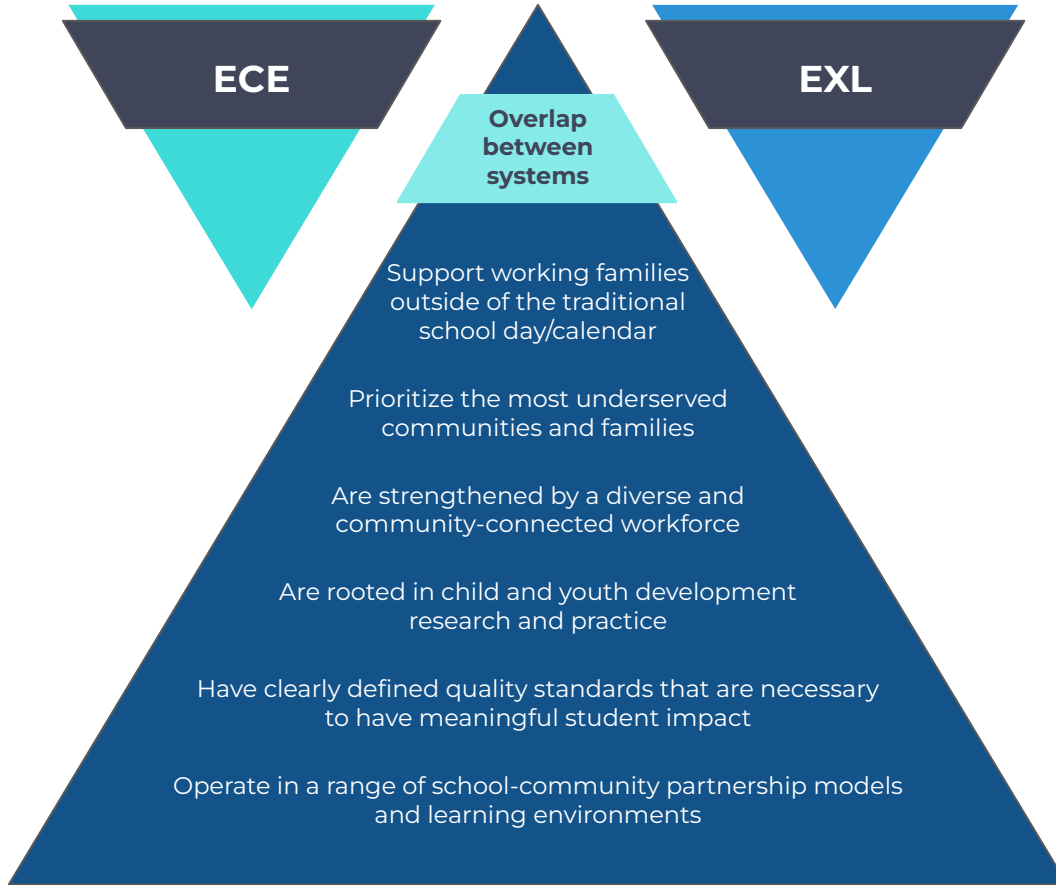 ECE
EXL
Overlap
between
systems
Support working families
outside of the traditional
school day/calendar
Prioritize the most underserved
communities and families
Are strengthened by a diverse and
community-connected workforce
Are rooted in child and youth development
research and practice
Have clearly defined quality standards that are necessary
to have meaningful student impact
Operate in a range of school-community partnership models
and learning environments